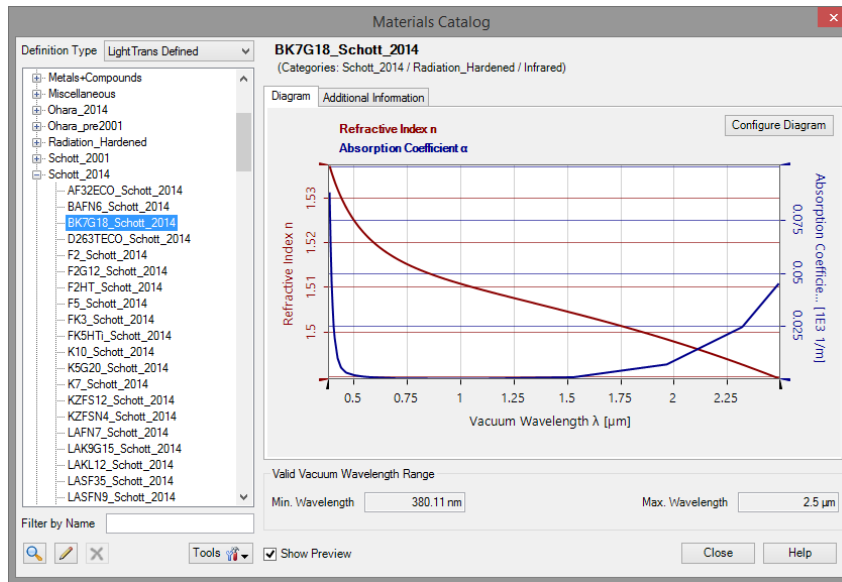 Materials Catalog
x
Definition Type
LightTrans Defined
Metals+Compounds
Miscellaneous
Ohara_2014
Ohara_pre2001
Radiation_Hardened
Schott_2001
Schott_2014
AF32ECO_Schott_2014
BAFN6_Schott_2014
BK7G18_Schott_2014
D263TECO_Schott_2014
F2_Schott_2014
F2G12_Schott_2014
F2HT_Schott_2014
F5_Schott_2014
FK3_Schott_2014
FK5HTi_Schott_2014
K10_Schott_2014
K5G20_Schott_2014
K7_Schott_2014
KZFS12_Schott_2014
KZFSN4_Schott_2014
LAFN7_Schott_2014
LAK9G15_Schott_2014
LAKL12_Schott_2014
LASF35_Schott_2014
LASFN9_Schott_2014
Filter by Name
Tools
BK7G18_Schott_2014
(Categories: Schott_2014 / Radiation_Hardened / Infrared)
Diagram
Additional Information
Configure Diagram
Refractive Index n
Absorption Coefficient α
Refractive Index n
1.53
1.52
1.51
1.5
0.075
0.05
0.025
Absorption Coefficie... [1E3 1/m]
0.5 0.75 1 1.25 1.5 1.75 2 2.25
Vacuum Wavelength λ [µm]
Valid Vacuum Wavelength Range
Min. Wavelength
380.11 nm
Max. Wavelength
2.5 µm
Show Preview
Close
Help